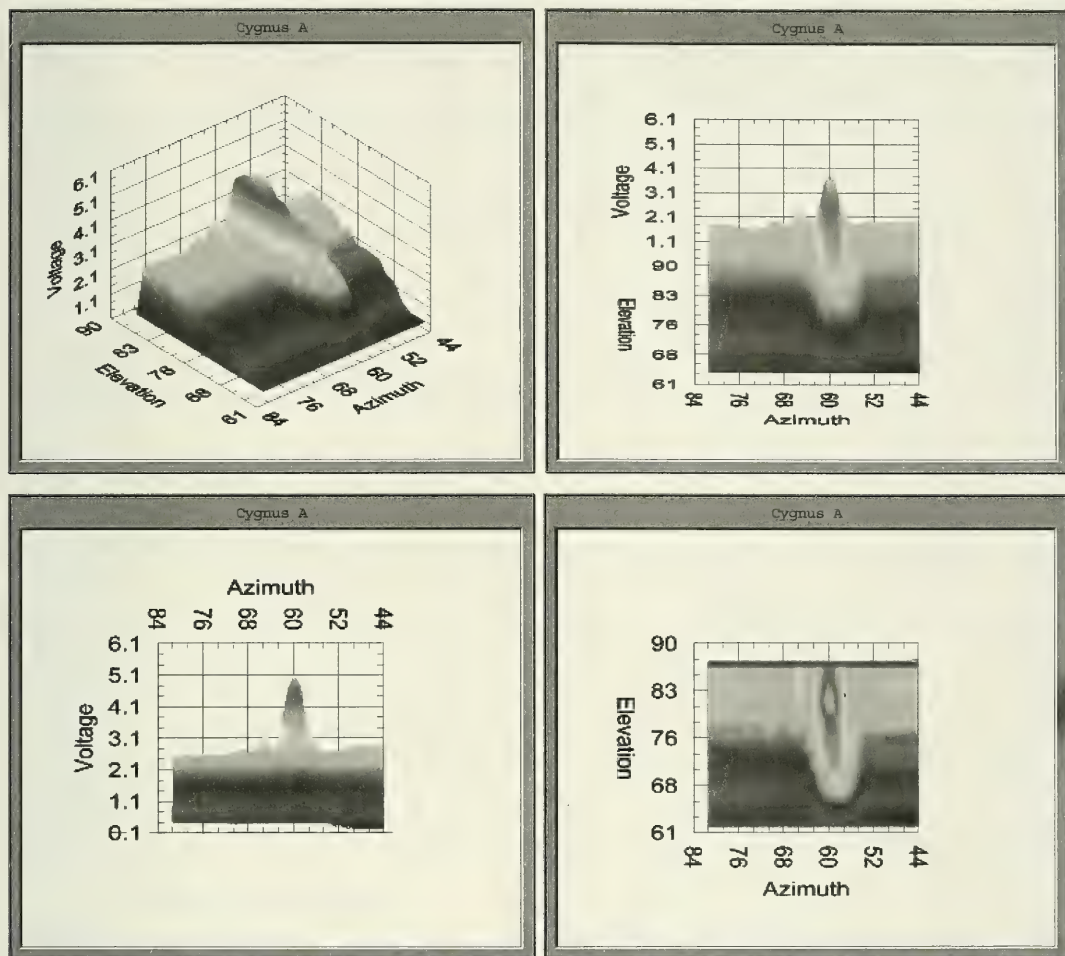 Cygnus A
6.1
5.1
4.1
3.1
2.1
1.1
Voltage
90
83
76
68
61
Elevation
84
76
68
60
52
44
Azimuth
Cygnus A
6.1
5.1
4.1
3.1
2.1
1.1
Voltage
90
83
76
68
61
Elevation
84 76 68 60 52 44
Azimuth
Cygnus A
Azimuth
84 76 68 60 52 44
6.1
5.1
4.1
3.1
2.1
1.1
0.1
Voltage
Cygnus A
90
83
76
68
61
Elevation
84 76 68 60 52 44
Azimuth